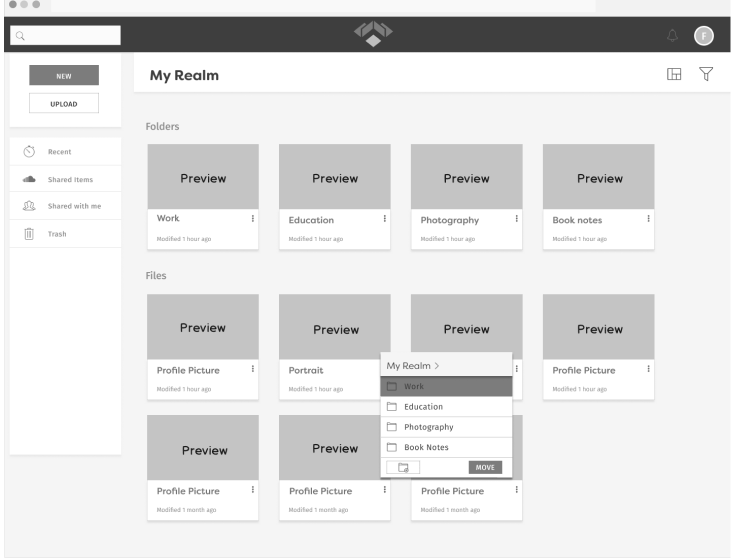 F
NEW
My Realm
UPLOAD
Folders
Recent
Shared Items
Shared with me
Trash
Preview
Preview
Preview
Preview
Work
Education
Photography
Book notes
Modified 1 hour ago
Modified 1 hour ago
Modified 1 hour ago
Modified 1 hour ago
Files
Preview
Preview
Preview
Preview
Profile Picture
Portrait
Profile Picture
Modified 1 hour ago
Modified 1 hour ago
Modified 1 hour ago
My Realm >
Work
Education
Photography
Book Notes
MOVE
Preview
Preview
Profile Picture
Profile Picture
Profile Picture
Modified 1 month ago
Modified 1 month ago
Modified 1 month ago